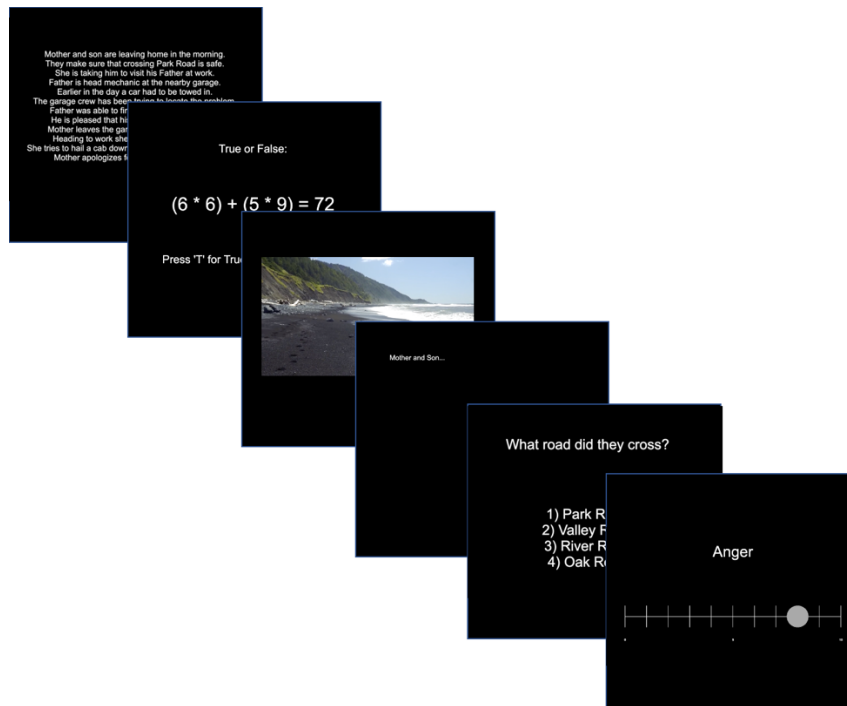 Mother and son are leaving home in the morning.
They make sure that crossing Park Road is safe.
She is taking him to visit his Father at work.
Father is head mechanic at the nearby garage.
Earlier in the day a car had to be towed in.
The garage crew has been trying to locate the problem
Father was able to
He is pleased that
Mother leaves the
Heading to work she
She tries to hail a cab down
Mother apologizes
True or False:
(6 * 6) + (5 * 9) = 72
Press 'T' for
Mother and Son...
What road did they cross?
1) Park
2) Valley
3) River
4) Oak
Anger